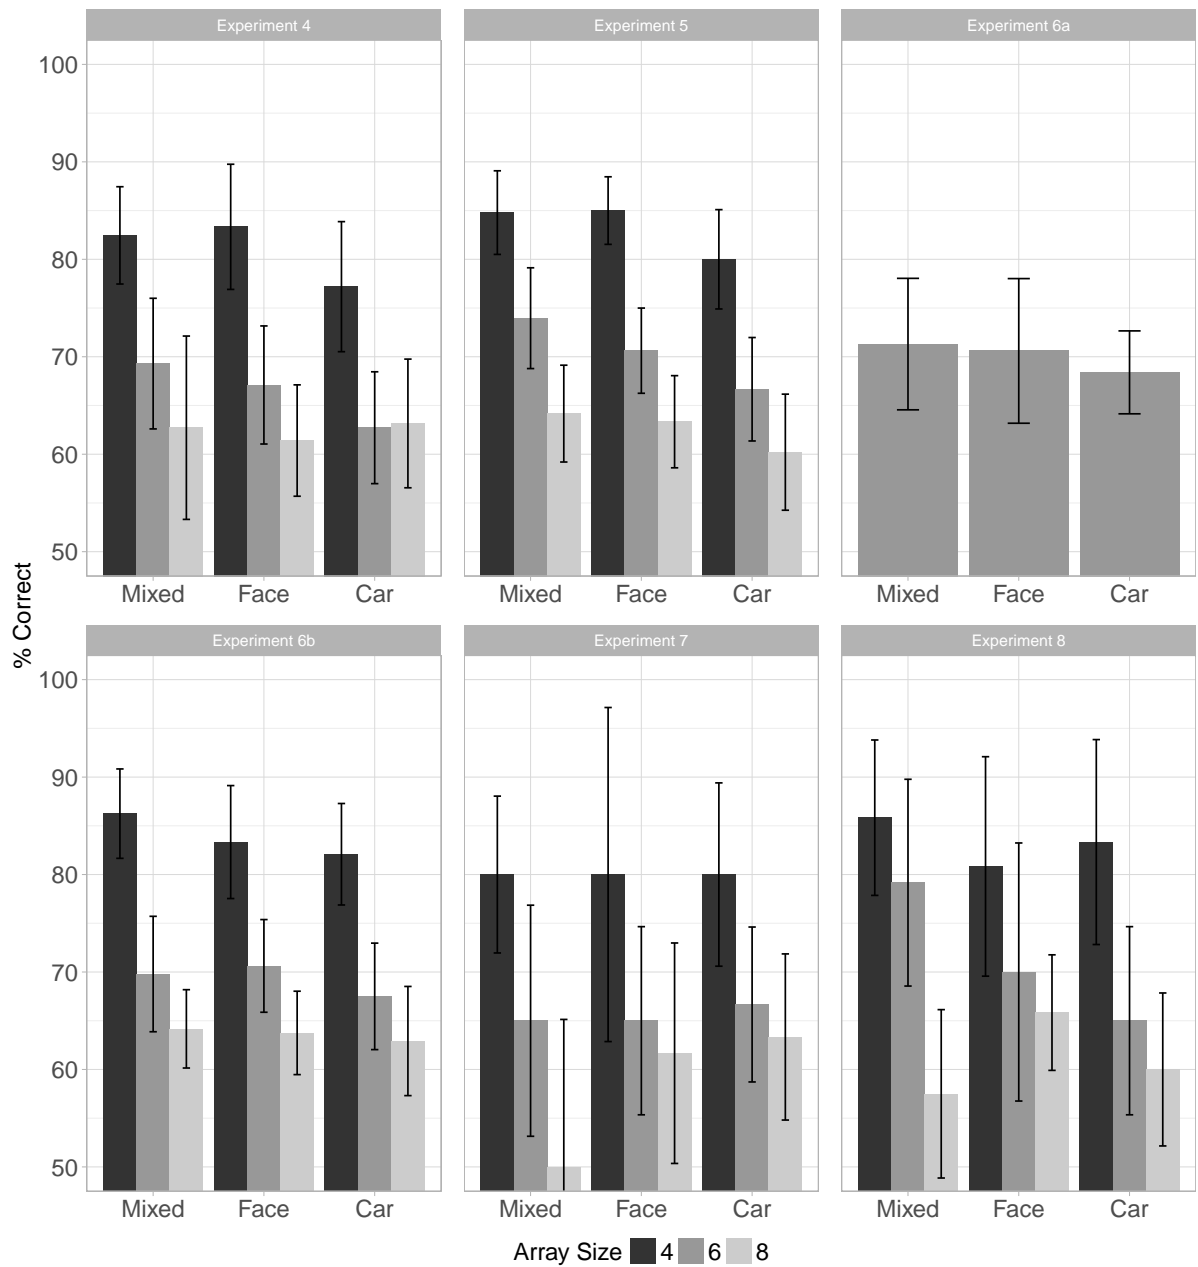 Experiment 4 Experiment 5 Experiment 6a
100
90
80
70
60
50
Mixed Face Car Mixed Face Car Mixed Face Car
% Correct
Experiment 6b Experiment 7 Experiment 8
100
90
80
70
60
50
Mixed Face Car Mixed Face Car Mixed Face Car
Array Size 4 6 8